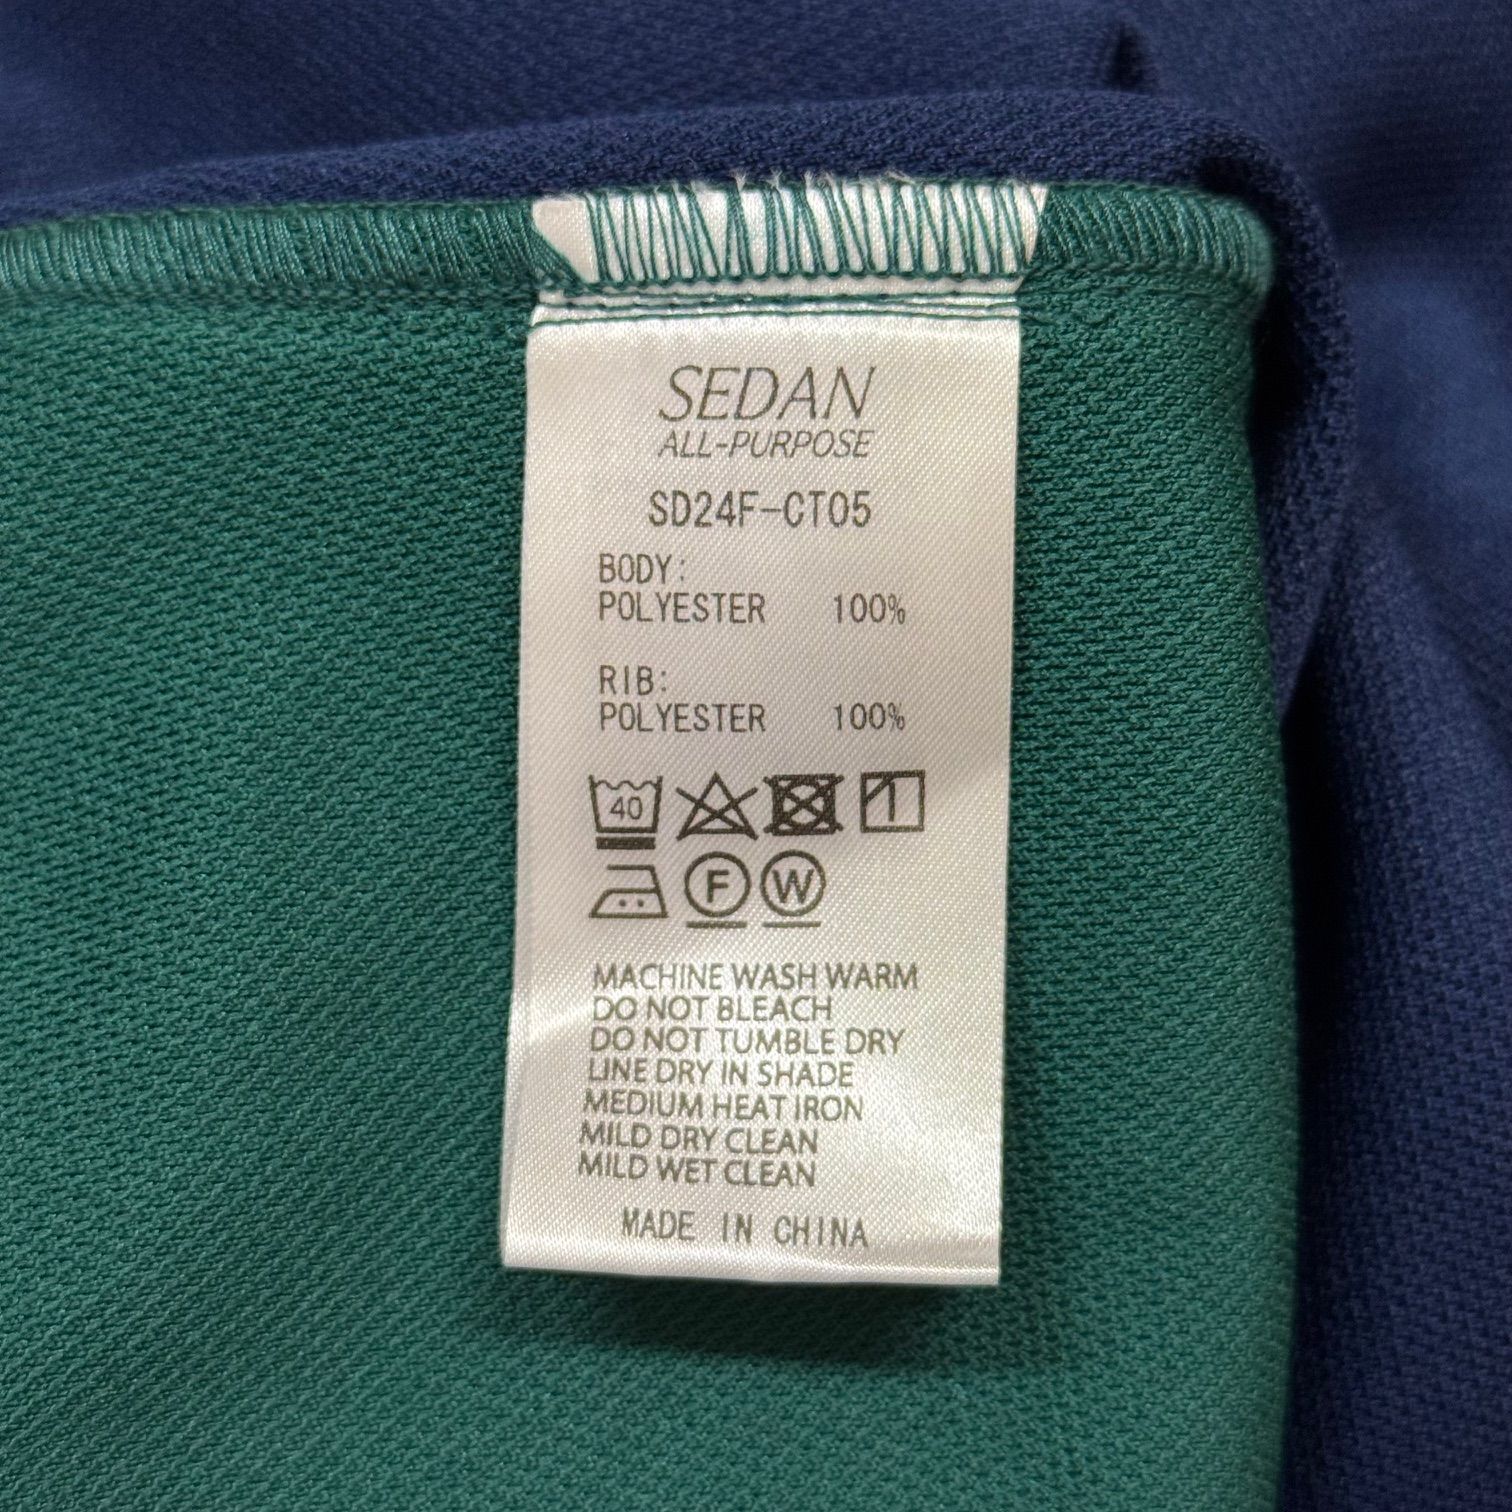 SEDAN
ALL-PURPOSE
SD24F-CT05
BODY:
POLYESTER 100%
RIB:
POLYESTER 100%
40
F W
MACHINE WASH WARM
DO NOT BLEACH
DO NOT TUMBLE DRY
LINE DRY IN SHADE
MEDIUM HEAT IRON
MILD DRY CLEAN
MILD WET CLEAN
MADE IN CHINA